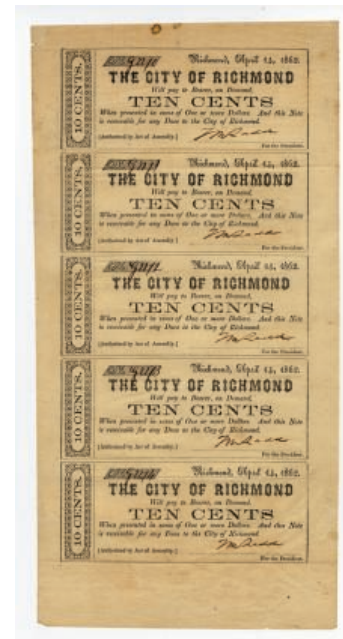 10 CENTS.
Richmond, April 14, 1862.
THE CITY OF RICHMOND
Will pay to Bearer, on Demand,
TEN CENTS
When presented in sums of One or more Dollars. And this Note
is receivable for any Dues to the City of Richmond.
[Authorized by Act of Assembly.]
For the President.
10 CENTS.
Richmond, April 14, 1862.
THE CITY OF RICHMOND
Will pay to Bearer, on Demand,
TEN CENTS
When presented in sums of One or more Dollars. And this Note
is receivable for any Dues to the City of Richmond.
[Authorized by Act of Assembly.]
For the President.
10 CENTS.
Richmond, April 14, 1862.
THE CITY OF RICHMOND
Will pay to Bearer, on Demand,
TEN CENTS
When presented in sums of One or more Dollars. And this Note
is receivable for any Dues to the City of Richmond.
[Authorized by Act of Assembly.]
For the President.
10 CENTS.
Richmond, April 14, 1862.
THE CITY OF RICHMOND
Will pay to Bearer, on Demand,
TEN CENTS
When presented in sums of One or more Dollars. And this Note
is receivable for any Dues to the City of Richmond.
[Authorized by Act of Assembly.]
For the President.
10 CENTS.
Richmond, April 14, 1862.
THE CITY OF RICHMOND
Will pay to Bearer, on Demand,
TEN CENTS
When presented in sums of One or more Dollars. And this Note
is receivable for any Dues to the City of Richmond.
[Authorized by Act of Assembly.]
For the President.